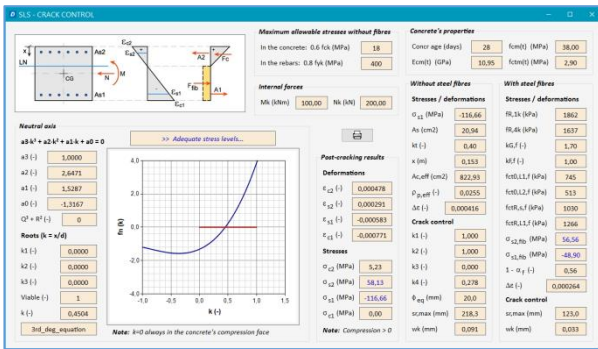 SLS - CRACK CONTROL
x
LN
CG
As2
As1
N
M
εc2
εs2
εs1
εc1
A2
Fc
Ffib
A1
Maximum allowable stresses without fibres
In the concrete: 0.6 fck (MPa) 18
In the rebars: 0.8 fyk (MPa) 400
Internal forces
Mk (kNm) 100,00 Nk (kN) 200,00
Concrete's properties
Concr age (days) 28 fcm(t) (MPa) 38,00
Ecm(t) (GPa) 10,95 fctm(t) (MPa) 2,90
Neutral axis
a3·k³ + a2·k² + a1·k + a0 = 0
a3 (-) 1,0000
a2 (-) 2,6471
a1 (-) 1,5287
a0 (-) -1,3167
Q³ + R² (-) 0
Roots (k = x/d)
k1 (-) 0,0000
k2 (-) 0,0000
k3 (-) 0,0000
Viable (-) 1
k (-) 0,4504
3rd_deg_equation
>> Adequate stress levels...
fn (k)
4,0
3,0
2,0
1,0
0,0
-1,0
-2,0
-3,0
-1,0 -0,5 0,0 0,5 1,0 1,5
k (-)
Note: k=0 always in the concrete's compression face
Post-cracking results
Deformations
εc2 (-) 0,000478
εs2 (-) 0,000291
εs1 (-) -0,000583
εc1 (-) -0,000771
Stresses
σc2 (MPa) 5,23
σs2 (MPa) 58,13
σs1 (MPa) -116,66
σc1 (MPa) 0,00
Note: Compression > 0
Without steel fibres
Stresses / deformations
σs1 (MPa) -116,66
As (cm2) 20,94
kt (-) 0,40
x (m) 0,153
Ac,eff (cm2) 822,93
ρp,eff (-) 0,0255
Δε (-) 0,000416
Crack control
k1 (-) 1,000
k2 (-) 1,000
k3 (-) 0,000
k4 (-) 0,278
ϕeq (mm) 20,0
sr,max (mm) 218,3
wk (mm) 0,091
With steel fibres
Stresses / deformations
fR,1k (MPa) 1862
fR,4k (MPa) 1637
kG,f (-) 1,70
kf,f (-) 1,00
fct0,L1,f (kPa) 745
fct0,L2,f (kPa) 513
fctR,s,f (kPa) 1030
fctR,L1,f (kPa) 1266
σs2,fib (MPa) 56,56
σs1,fib (MPa) -48,90
1 - αf (-) 0,56
Δε (-) 0,000264
Crack control
sr,max (mm) 123,0
wk (mm) 0,033